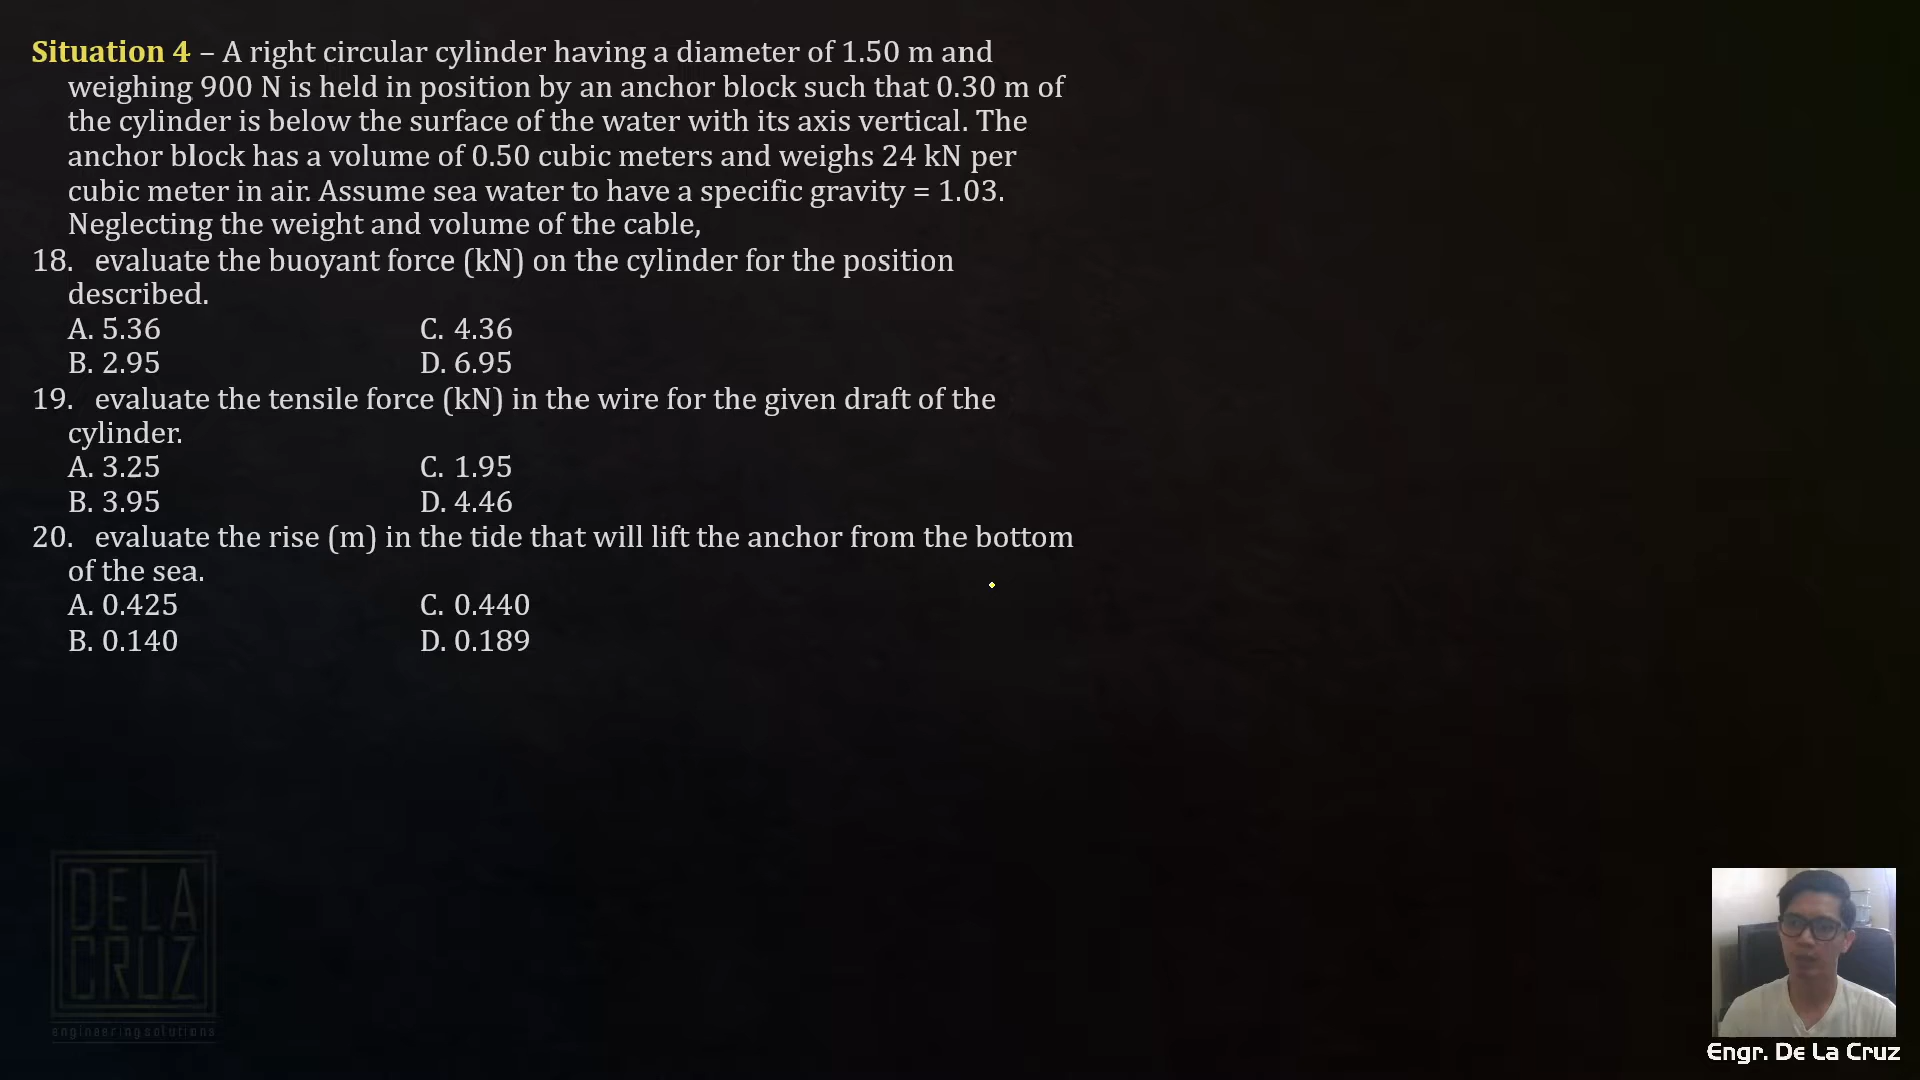 Situation 4 – A right circular cylinder having a diameter of 1.50 m and
weighing 900 N is held in position by an anchor block such that 0.30 m of
the cylinder is below the surface of the water with its axis vertical. The
anchor block has a volume of 0.50 cubic meters and weighs 24 kN per
cubic meter in air. Assume sea water to have a specific gravity = 1.03.
Neglecting the weight and volume of the cable,
18. evaluate the buoyant force (kN) on the cylinder for the position
described.
A. 5.36 C. 4.36
B. 2.95 D. 6.95
19. evaluate the tensile force (kN) in the wire for the given draft of the
cylinder.
A. 3.25 C. 1.95
B. 3.95 D. 4.46
20. evaluate the rise (m) in the tide that will lift the anchor from the bottom
of the sea.
A. 0.425 C. 0.440
B. 0.140 D. 0.189
DELA
CRUZ
engineering solutions
Engr. De La Cruz